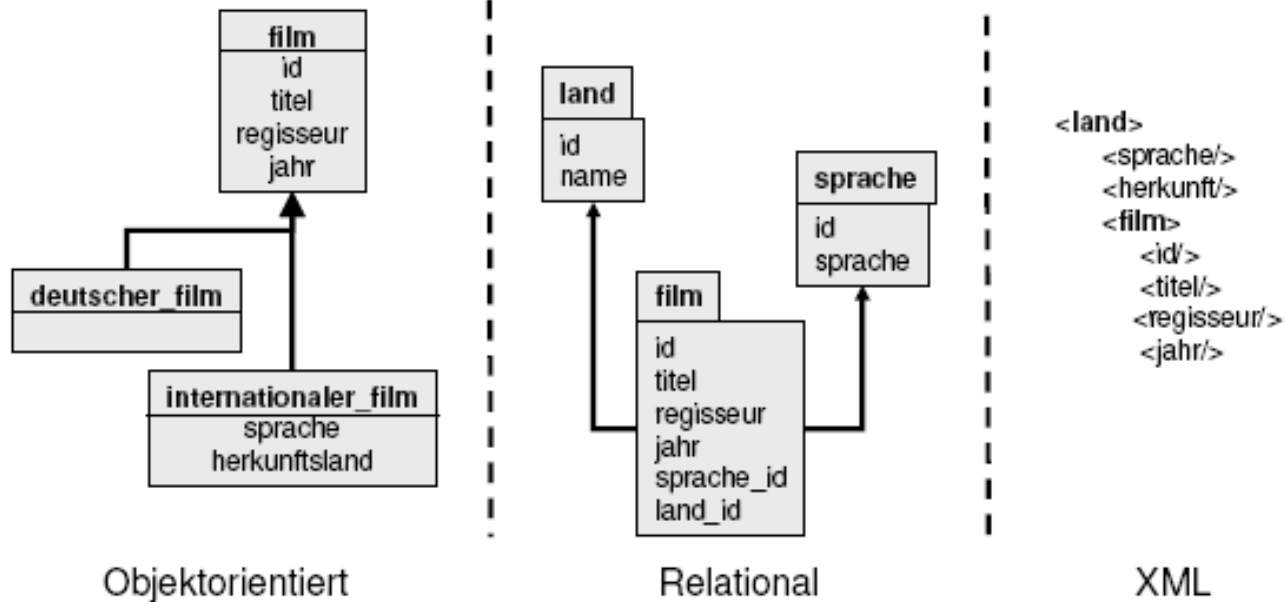 film
id
titel
regisseur
jahr
deutscher_film
internationaler_film
sprache
herkunftsland
Objektorientiert
land
id
name
sprache
id
sprache
film
id
titel
regisseur
jahr
sprache_id
land_id
Relational
<land>
<sprache/>
<herkunft/>
<film>
<id/>
<titel/>
<regisseur/>
<jahr/>
XML